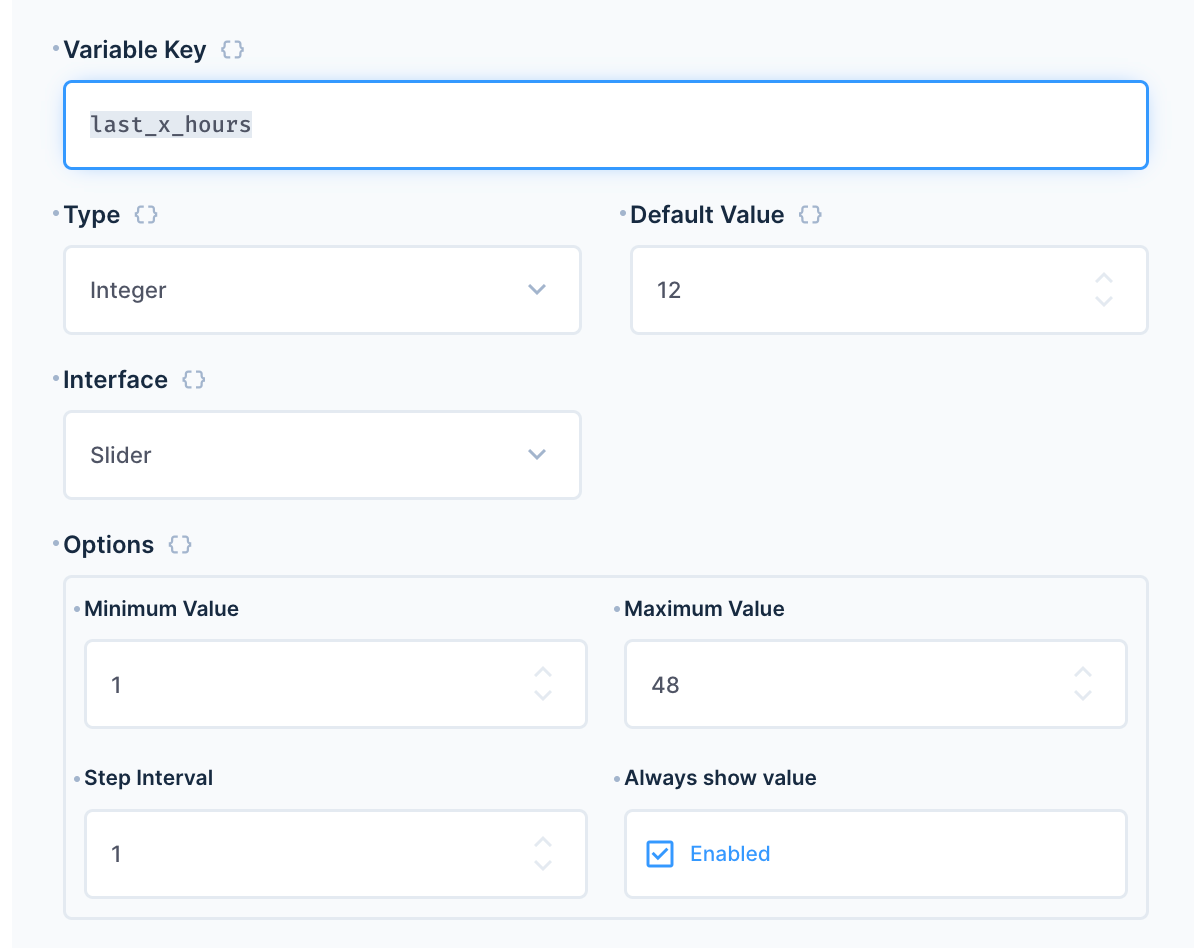 Variable Key {}
last_x_hours
Type {}
Default Value {}
Integer
12
Interface {}
Slider
Options {}
Minimum Value
Maximum Value
1
48
Step Interval
Always show value
1
Enabled